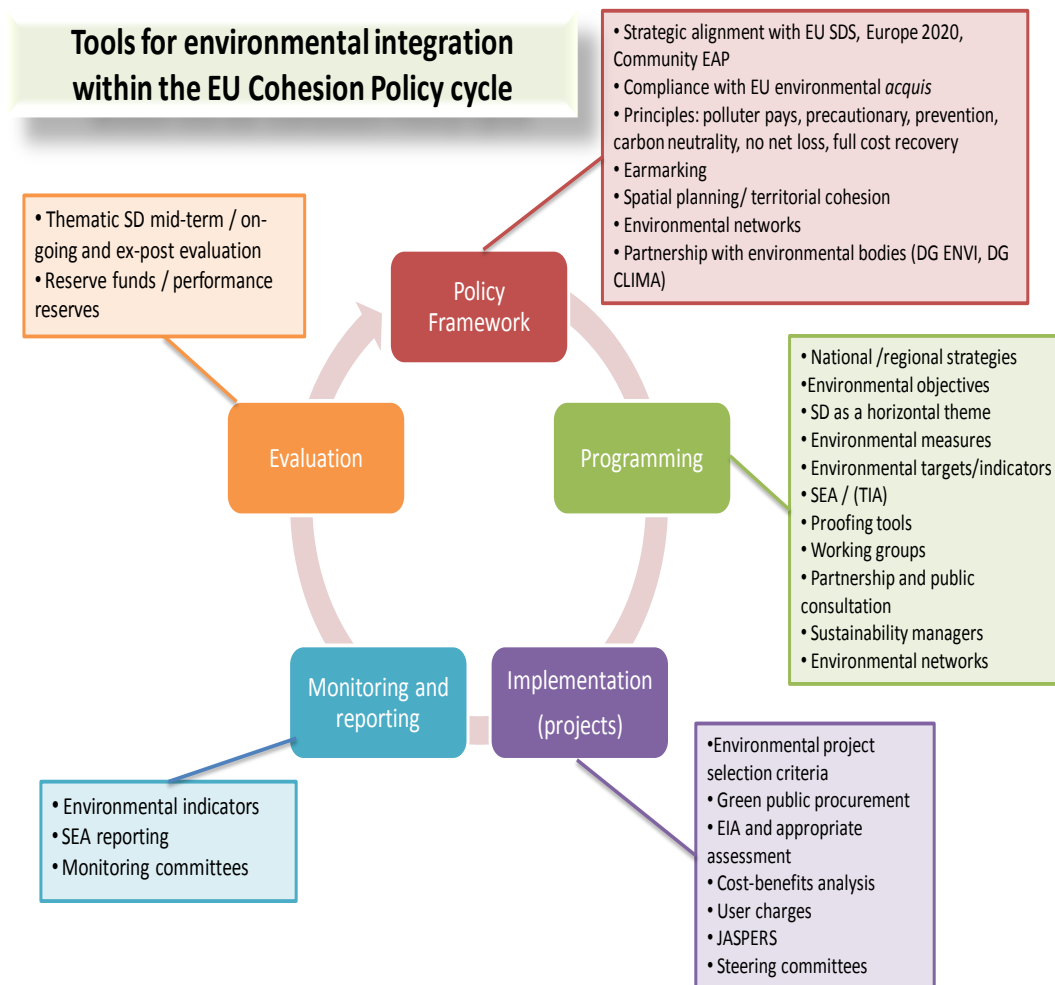 Tools for environmental integration
within the EU Cohesion Policy cycle
• Strategic alignment with EU SDS, Europe 2020,
Community EAP
• Compliance with EU environmental acquis
• Principles: polluter pays, precautionary, prevention,
carbon neutrality, no net loss, full cost recovery
• Earmarking
• Spatial planning/ territorial cohesion
• Environmental networks
• Partnership with environmental bodies (DG ENVI, DG
CLIMA)
• Thematic SD mid-term / on-
going and ex-post evaluation
• Reserve funds / performance
reserves
Policy
Framework
• National /regional strategies
•Environmental objectives
• SD as a horizontal theme
• Environmental measures
• Environmental targets/indicators
• SEA / (TIA)
• Proofing tools
• Working groups
• Partnership and public
consultation
• Sustainability managers
• Environmental networks
Evaluation
Programming
Monitoring and
reporting
Implementation
(projects)
•Environmental project
selection criteria
• Green public procurement
• EIA and appropriate
assessment
• Cost-benefits analysis
• User charges
• JASPERS
• Steering committees
• Environmental indicators
• SEA reporting
• Monitoring committees